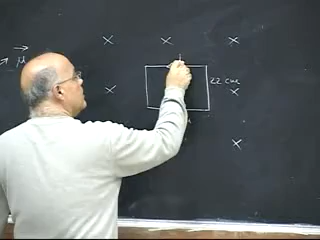 x x x
→
μ
x 22 cm x
x